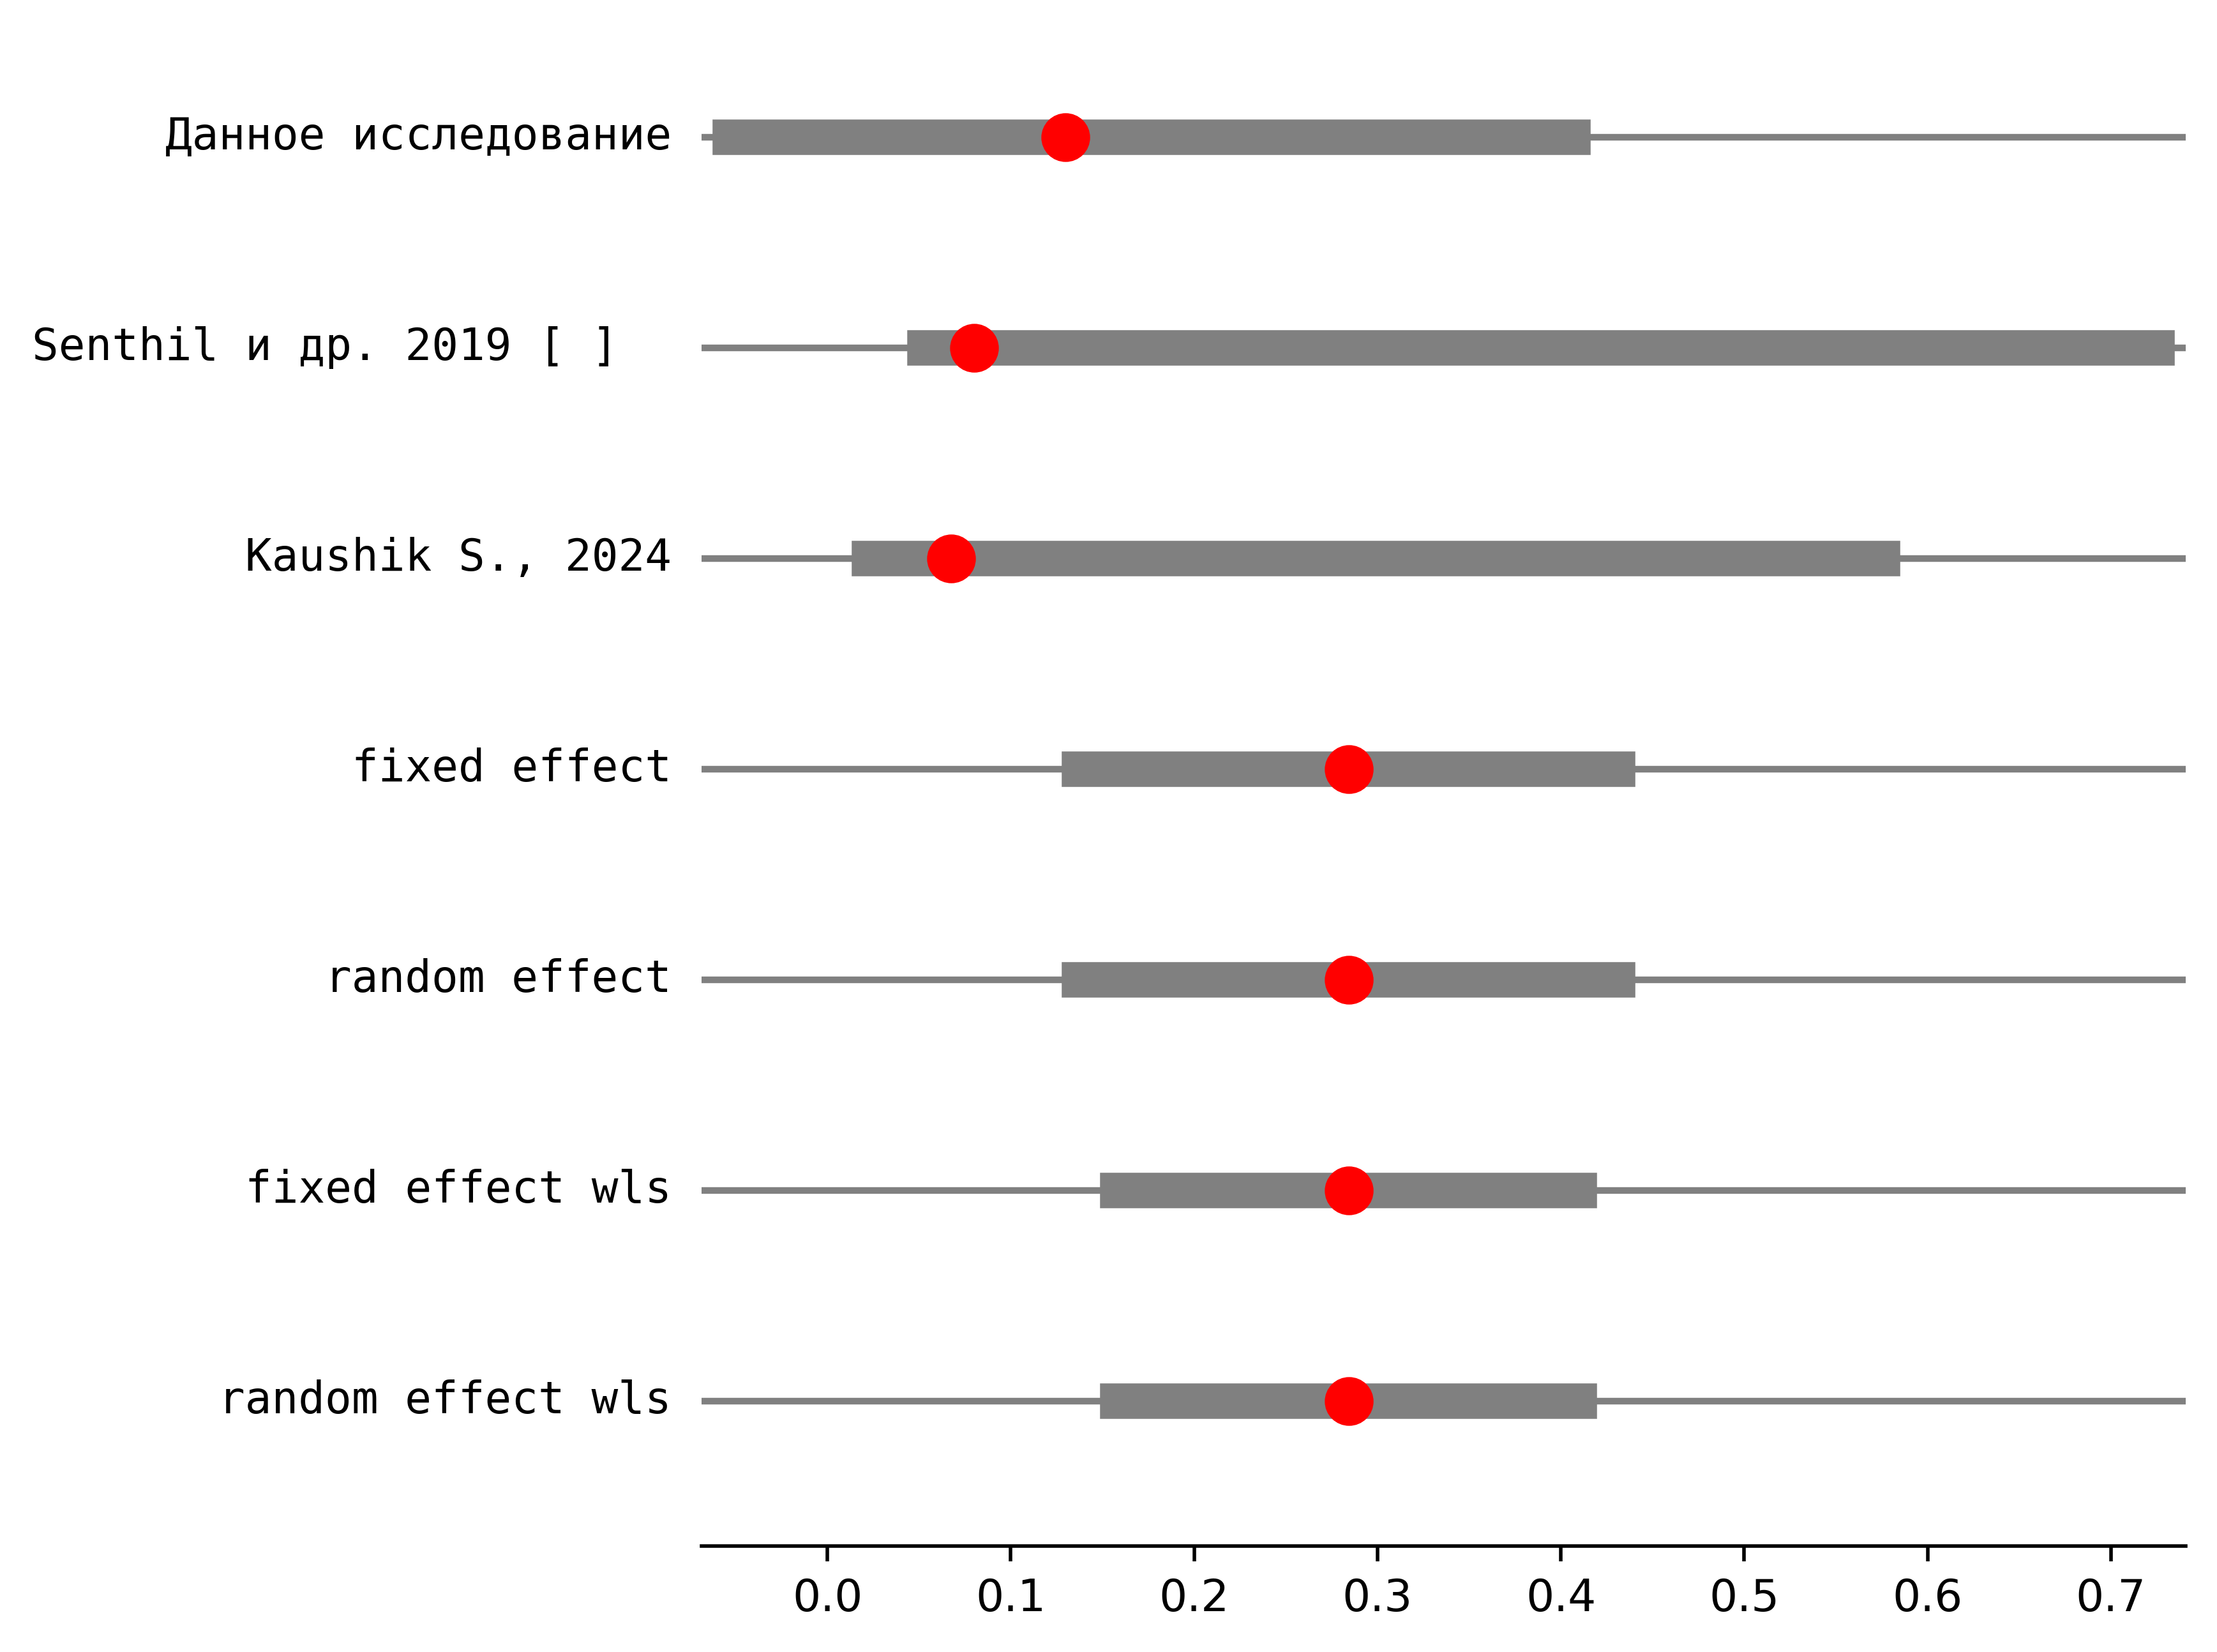 Данное исследование
Senthil и др. 2019 [ ]
Kaushik S., 2024
fixed effect
random effect
fixed effect wls
random effect wls
0.0 0.1 0.2 0.3 0.4 0.5 0.6 0.7